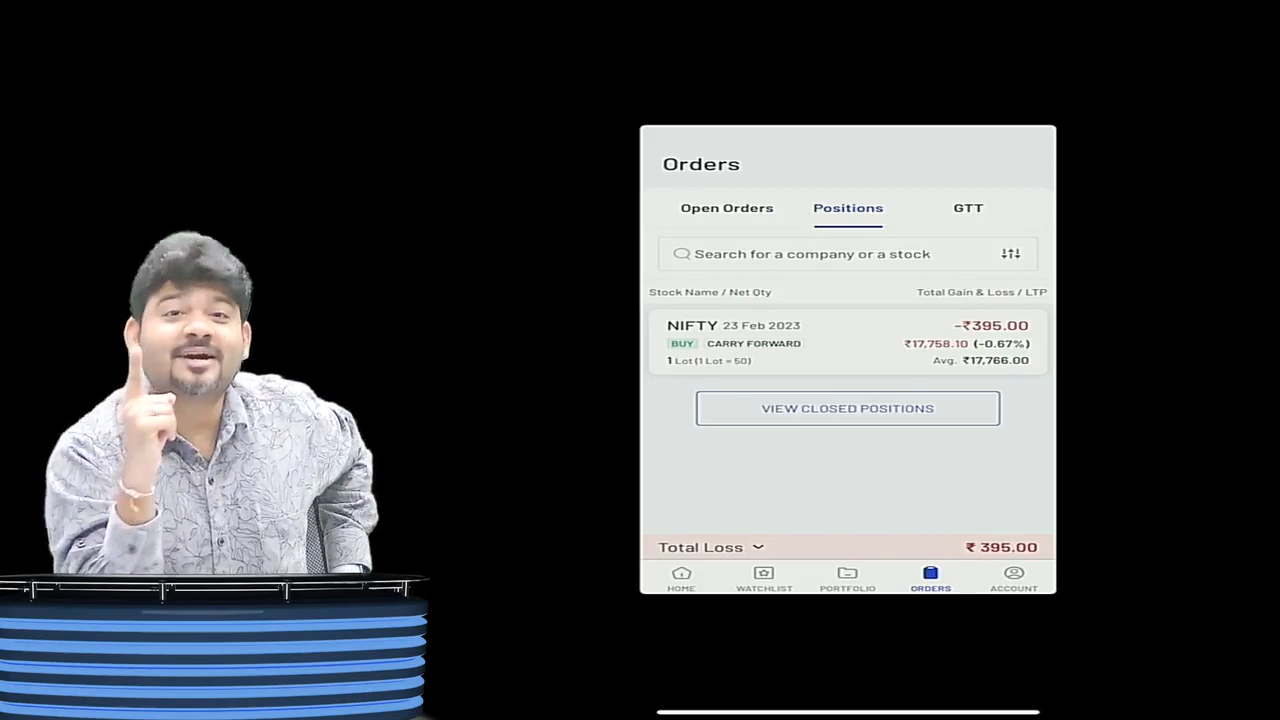 Orders
Open Orders Positions GTT
Search for a company or a stock
Stock Name / Net Qty Total Gain & Loss / LTP
NIFTY 23 Feb 2023 -₹395.00
BUY CARRY FORWARD ₹17,758.10 (-0.67%)
1 Lot (1 Lot = 50) Avg. ₹17,766.00
VIEW CLOSED POSITIONS
Total Loss ₹ 395.00
HOME WATCHLIST PORTFOLIO ORDERS ACCOUNT